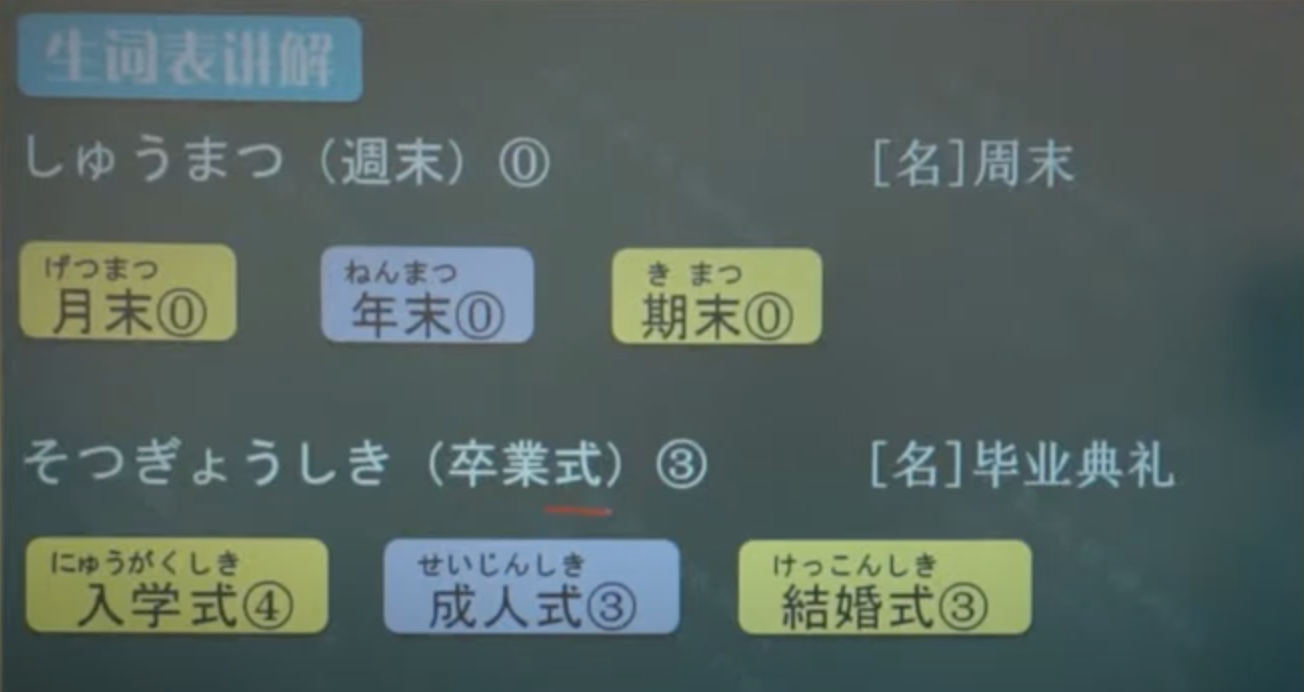 生词表讲解
しゅうまつ（週末）⓪ [名]周末
げつまつ ねんまつ きまつ
月末⓪ 年末⓪ 期末⓪
そつぎょうしき（卒業式）③ [名]毕业典礼
にゅうがくしき せいじんしき けっこんしき
入学式④ 成人式③ 結婚式③